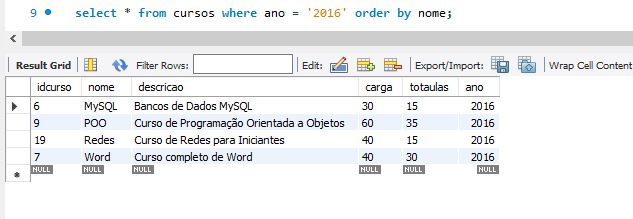 9 select * from cursos where ano = '2016' order by nome;
Result Grid Filter Rows: Edit: Export/Import: Wrap Cell Content
idcurso nome descricao carga totaulas ano
6 MySQL Bancos de Dados MySQL 30 15 2016
9 POO Curso de Programação Orientada a Objetos 60 35 2016
19 Redes Curso de Redes para Iniciantes 40 15 2016
7 Word Curso completo de Word 40 30 2016
NULL NULL NULL NULL NULL NULL